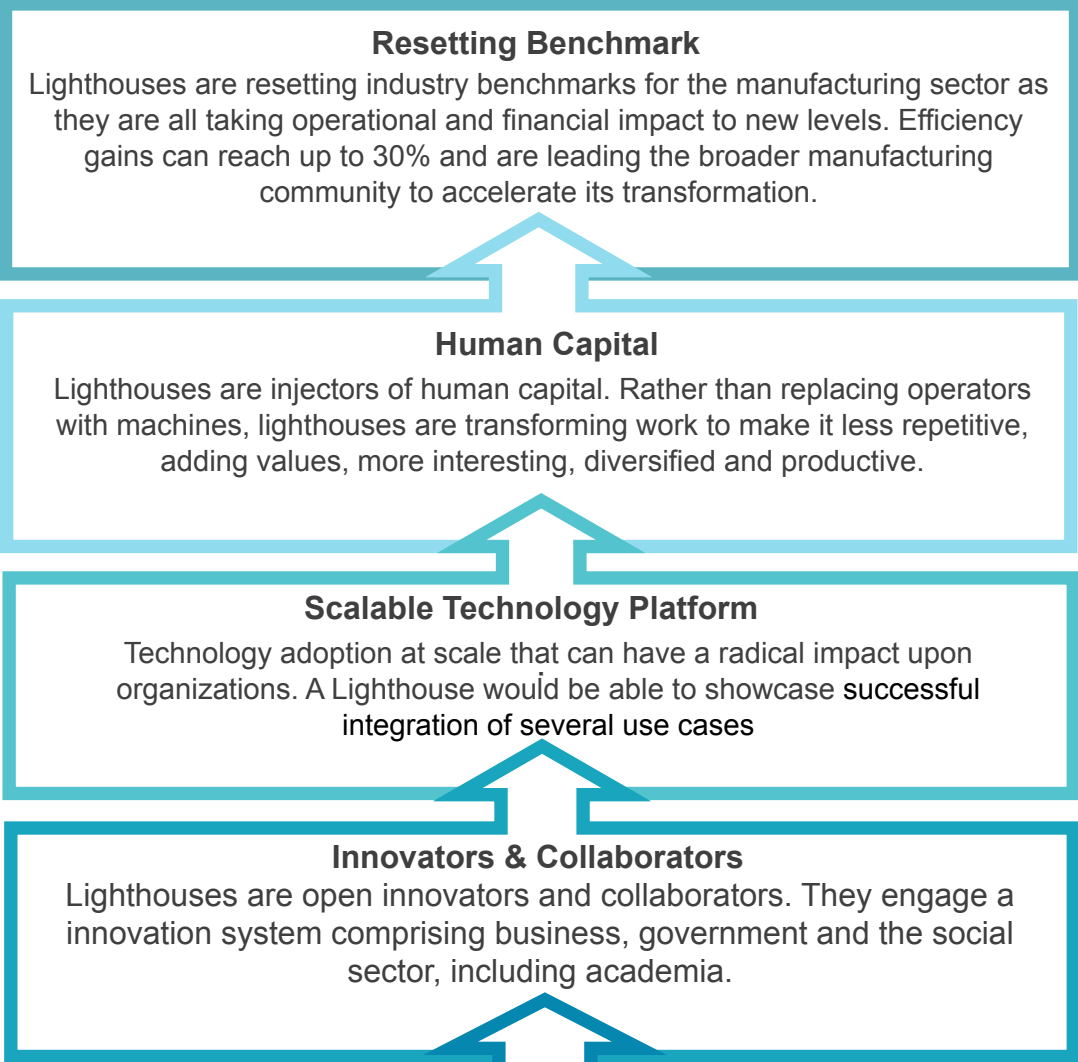 Resetting Benchmark
Lighthouses are resetting industry benchmarks for the manufacturing sector as
they are all taking operational and financial impact to new levels. Efficiency
gains can reach up to 30% and are leading the broader manufacturing
community to accelerate its transformation.
Human Capital
Lighthouses are injectors of human capital. Rather than replacing operators
with machines, lighthouses are transforming work to make it less repetitive,
adding values, more interesting, diversified and productive.
Scalable Technology Platform
Technology adoption at scale that can have a radical impact upon
organizations. A Lighthouse would be able to showcase successful
integration of several use cases
Innovators & Collaborators
Lighthouses are open innovators and collaborators. They engage a
innovation system comprising business, government and the social
sector, including academia.